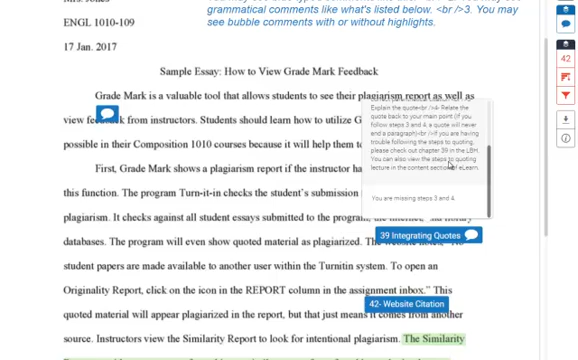 grammatical comments like what's listed below. <br />3. You may
see bubble comments with or without highlights.
ENGL 1010-109
17 Jan. 2017
Sample Essay: How to View Grade Mark Feedback
Grade Mark is a valuable tool that allows students to see their plagiarism report as well as
view feedback from instructors. Students should learn how to utilize G
possible in their Composition 1010 courses because it will help them to
First, Grade Mark shows a plagiarism report if the instructor ha
this function. The program Turn-it-in checks the student's submission
plagiarism. It checks against all student essays submitted to the program, the internet,
databases. The program will even show quoted material as plagiarized. The website notes, "No
student papers are made available to another user within the Turnitin system. To open an
Originality Report, click on the icon in the REPORT column in the assignment inbox." This
quoted material will appear plagiarized in the report, but that just means it comes from another
source. Instructors view the Similarity Report to look for intentional plagiarism. The Similarity
Explain the quote<br />4- Relate the
quote back to your main point (if you
follow steps 3 and 4, a quote will never
end a paragraph)<br />If you are having
trouble following the steps to quoting,
please check out chapter 39 in the LBH.
You can also view the steps to quoting
lecture in the content section of eLearn.
You are missing steps 3 and 4.
39 Integrating Quotes
42- Website Citation
42